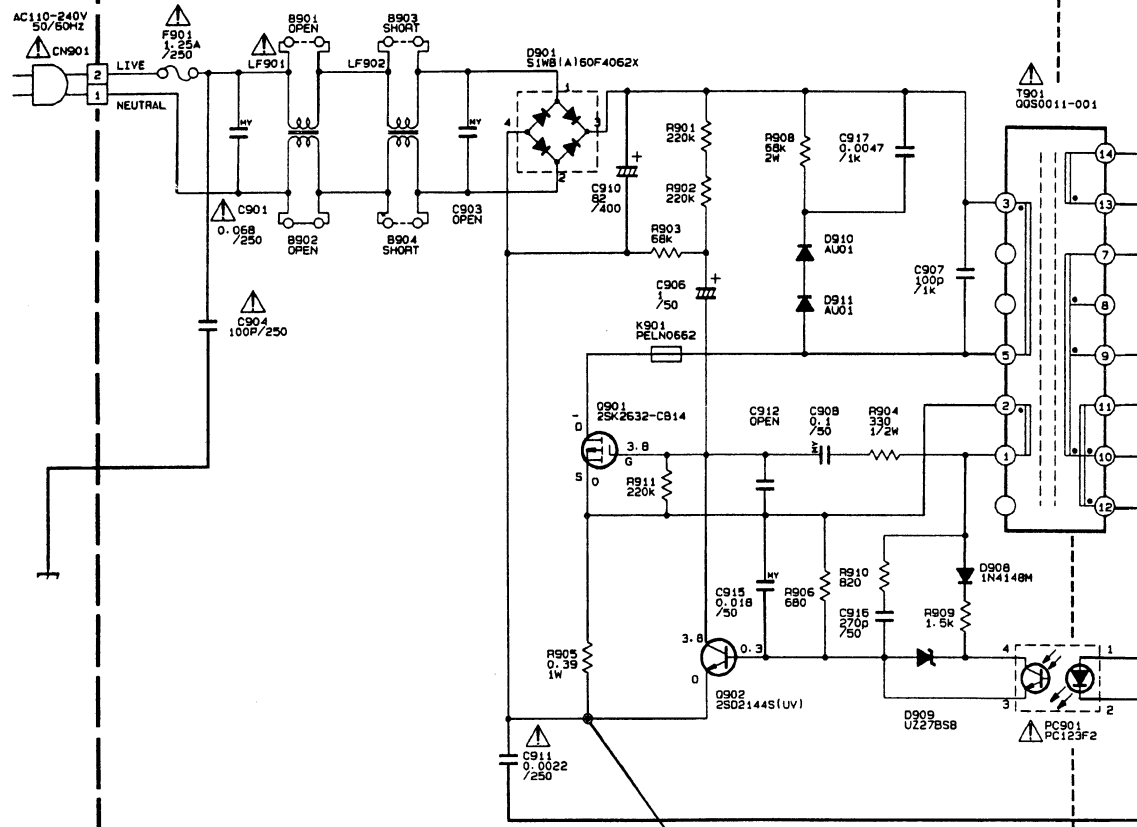 AC110-240V
50/60Hz
CN901
2
LIVE
1
NEUTRAL
F901
1.25A
/250
LF901
B901
OPEN
LF902
B903
SHORT
D901
S1WB(A)60F4062X
1
4
3
2
MY
MY
C901
0.068
/250
B902
OPEN
B904
SHORT
C903
OPEN
C904
100P/250
+
C910
82
/400
R901
220k
R902
220k
R903
68k
C906
1
/50
+
R908
68k
2W
C917
0.0047
/1k
D910
AU01
D911
AU01
C907
100p
/1k
K901
PELN0662
T901
QQS0011-001
3
5
2
1
14
13
7
8
9
11
10
12
Q901
2SK2632-CB14
-
D
3.8
G
S
0
R911
220k
C912
OPEN
C908
0.1
/50
MY
R904
330
1/2W
C915
0.018
/50
MY
R906
680
R910
820
C916
270p
/50
D908
1N4148M
R909
1.5k
R905
0.39
1W
3.8
0.3
0
Q902
2SD2144S(UV)
D909
UZ27BSB
4
3
1
2
PC901
PC123F2
C911
0.0022
/250